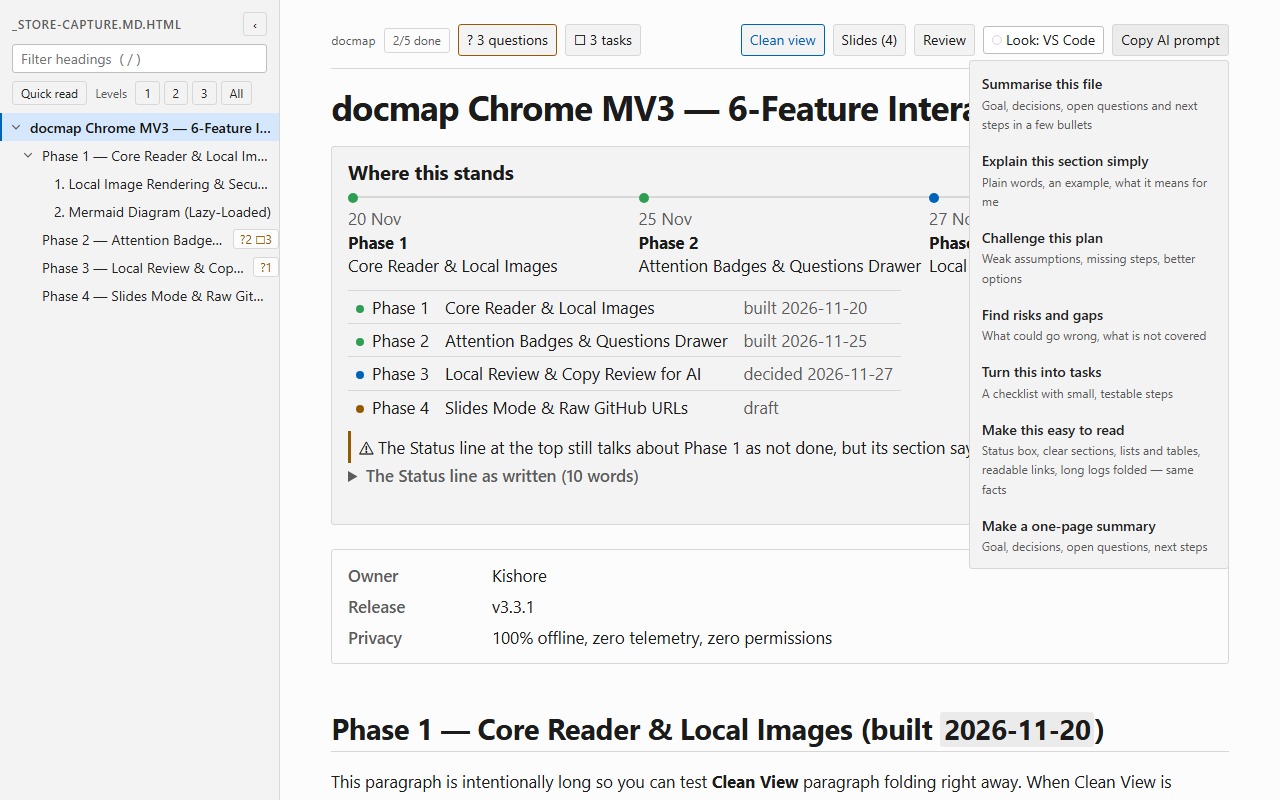 _STORE-CAPTURE.MD.HTML
‹
Filter headings ( / )
Quick read Levels 1 2 3 All
docmap Chrome MV3 — 6-Feature I...
Phase 1 — Core Reader & Local Im...
1. Local Image Rendering & Secu...
2. Mermaid Diagram (Lazy-Loaded)
Phase 2 — Attention Badge... ?2 ☐3
Phase 3 — Local Review & Cop... ?1
Phase 4 — Slides Mode & Raw Git...
docmap 2/5 done ? 3 questions ☐ 3 tasks Clean view Slides (4) Review Look: VS Code Copy AI prompt
docmap Chrome MV3 — 6-Feature Intera
Where this stands
20 Nov 25 Nov 27 No
Phase 1 Phase 2 Phase
Core Reader & Local Images Attention Badges & Questions Drawer Local
Phase 1 Core Reader & Local Images built 2026-11-20
Phase 2 Attention Badges & Questions Drawer built 2026-11-25
Phase 3 Local Review & Copy Review for AI decided 2026-11-27
Phase 4 Slides Mode & Raw GitHub URLs draft
⚠ The Status line at the top still talks about Phase 1 as not done, but its section say
▶ The Status line as written (10 words)
Summarise this file
Goal, decisions, open questions and next
steps in a few bullets
Explain this section simply
Plain words, an example, what it means for
me
Challenge this plan
Weak assumptions, missing steps, better
options
Find risks and gaps
What could go wrong, what is not covered
Turn this into tasks
A checklist with small, testable steps
Make this easy to read
Status box, clear sections, lists and tables,
readable links, long logs folded — same
facts
Make a one-page summary
Goal, decisions, open questions, next steps
Owner Kishore
Release v3.3.1
Privacy 100% offline, zero telemetry, zero permissions
Phase 1 — Core Reader & Local Images (built 2026-11-20)
This paragraph is intentionally long so you can test Clean View paragraph folding right away. When Clean View is